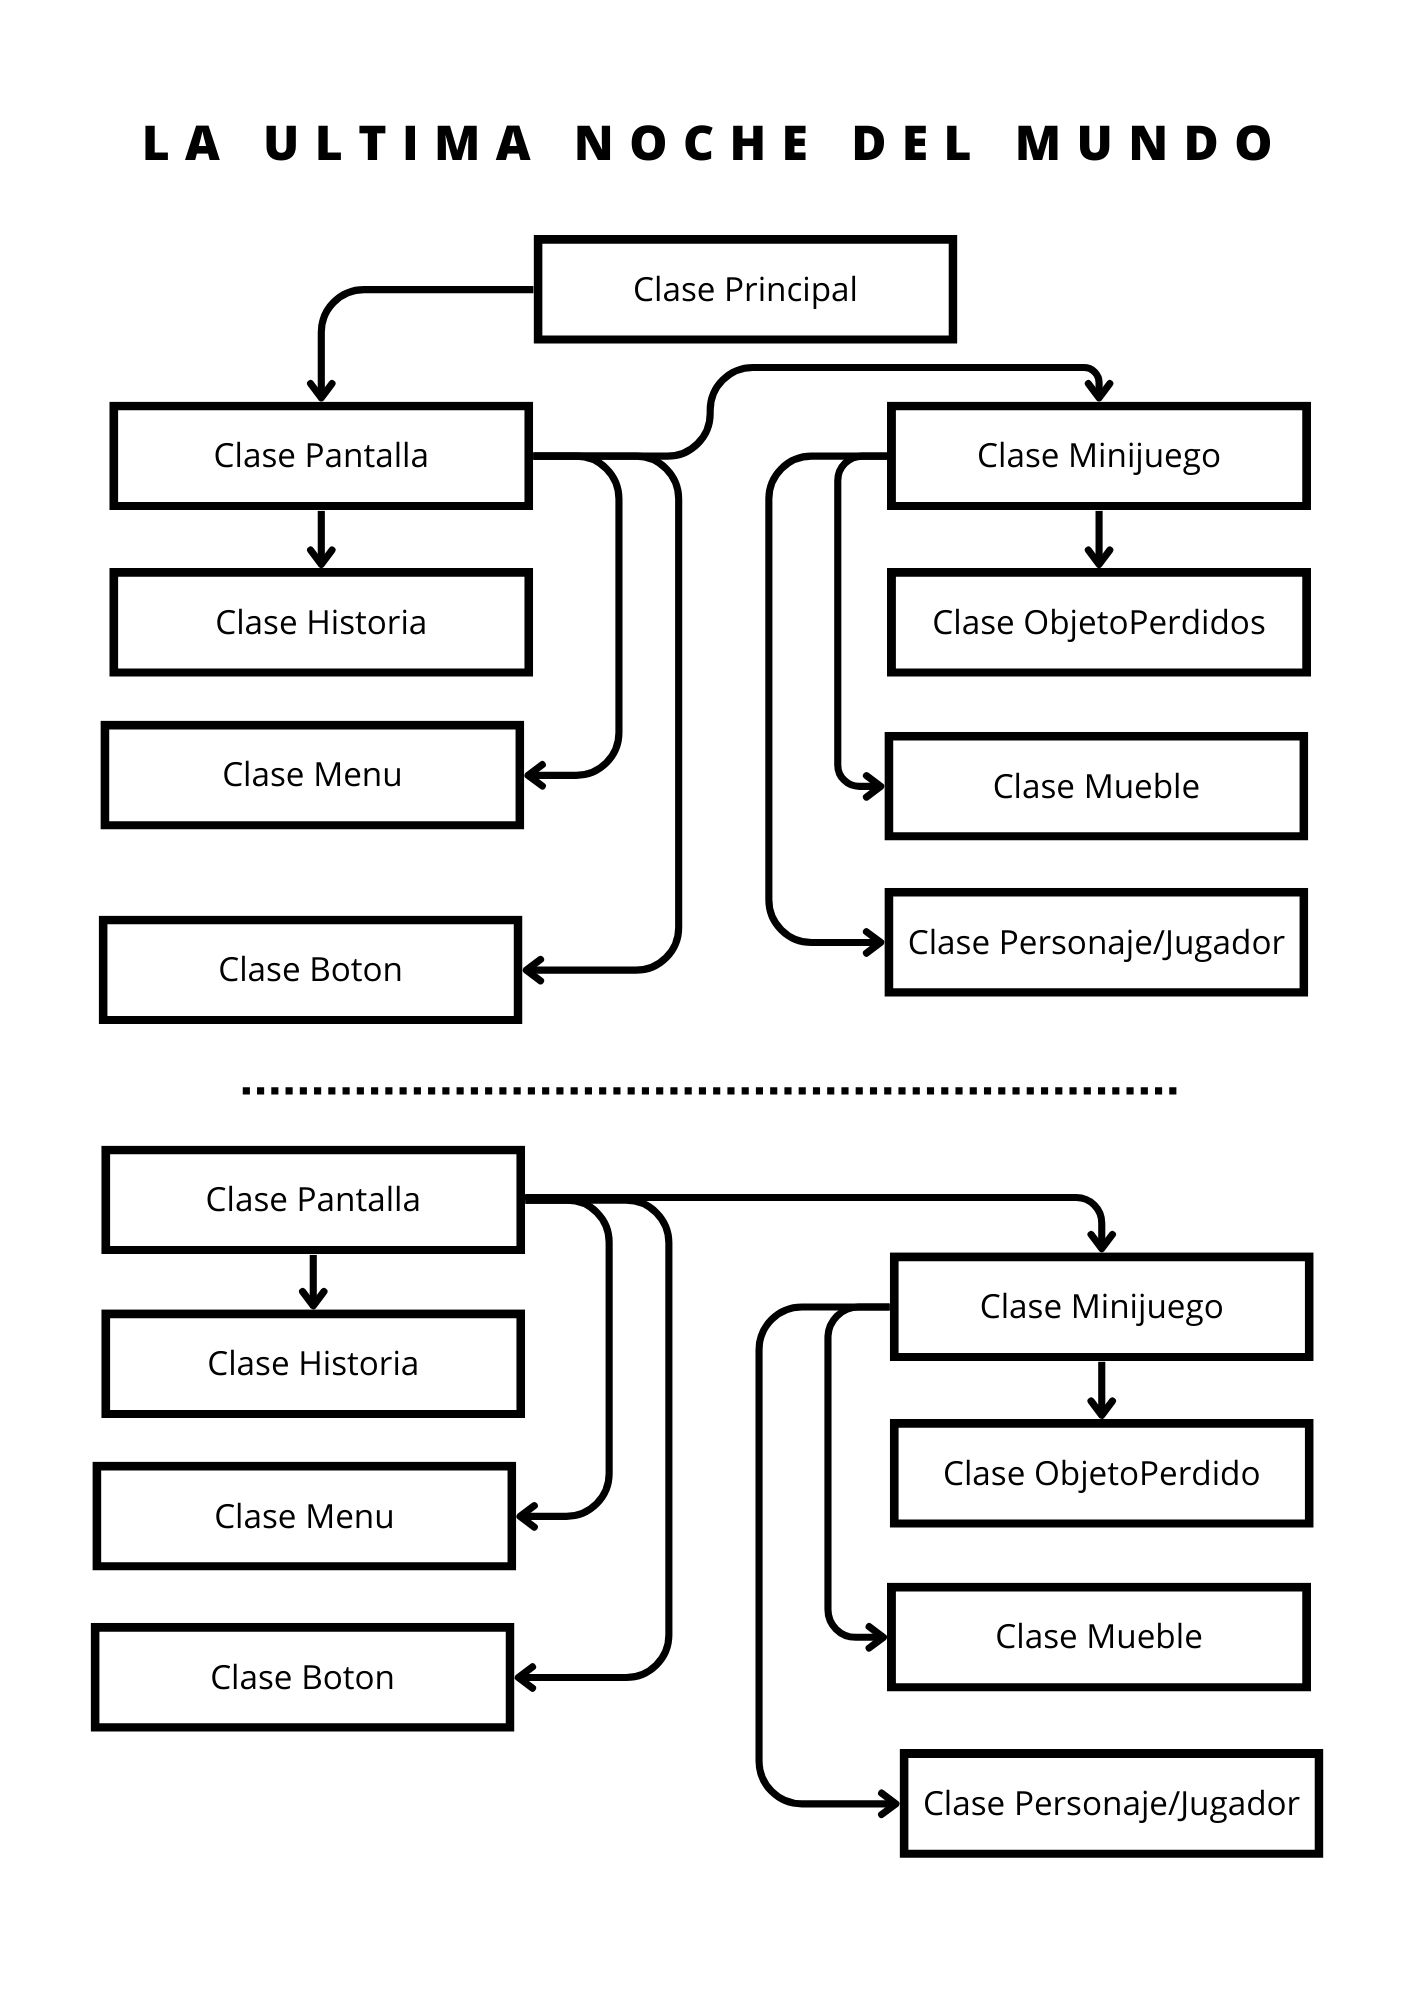 LA ULTIMA NOCHE DEL MUNDO
Clase Principal
Clase Pantalla
Clase Minijuego
Clase Historia
Clase ObjetoPerdidos
Clase Menu
Clase Mueble
Clase Boton
Clase Personaje/Jugador
Clase Pantalla
Clase Minijuego
Clase Historia
Clase ObjetoPerdido
Clase Menu
Clase Mueble
Clase Boton
Clase Personaje/Jugador